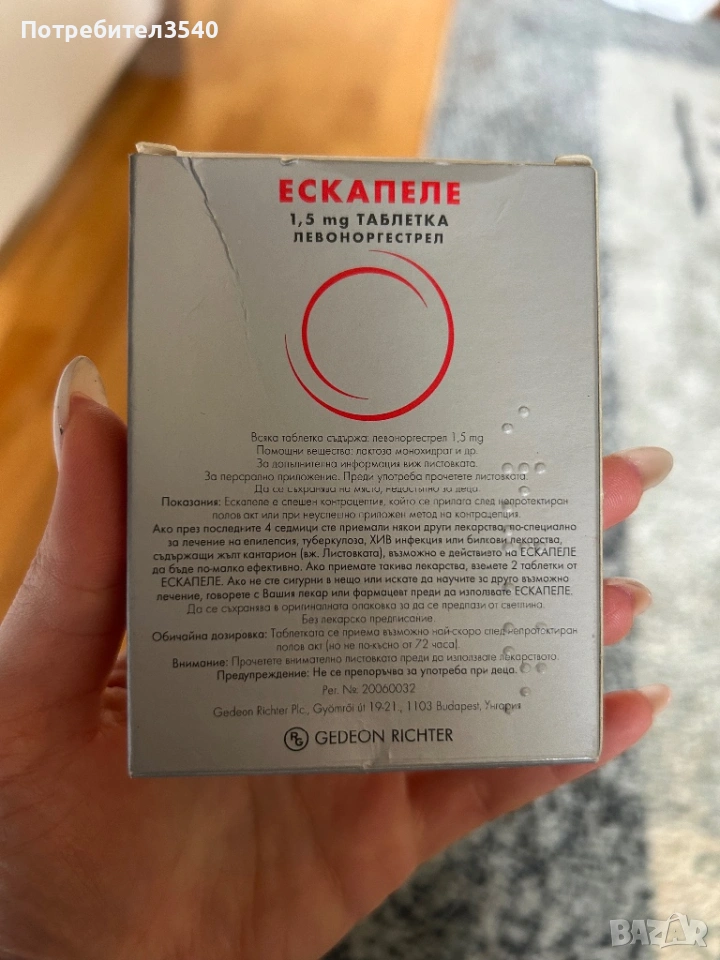 Потребител3540
ЕСКАПЕЛЕ
1,5 mg ТАБЛЕТКА
ЛЕВОНОРГЕСТРЕЛ
Всяка таблетка съдържа: левоноргестрел 1,5 mg
Помощни вещества: лактоза монохидрат и др.
За допълнителна информация виж листовката.
За перорално приложение. Преди употреба прочетете листовката.
Да се съхранява на място, недостъпно за деца.
Показания: Ескапеле е спешен контрацептив, който се прилага след непротектиран
полов акт или при неуспешно приложен метод на контрацепция.
Ако през последните 4 седмици сте приемали някои други лекарства, по-специално
за лечение на епилепсия, туберкулоза, ХИВ инфекция или билкови лекарства,
съдържащи жълт кантарион (вж. Листовката), възможно е действието на ЕСКАПЕЛЕ
да бъде по-малко ефективно. Ако приемате такива лекарства, вземете 2 таблетки от
ЕСКАПЕЛЕ. Ако не сте сигурни в нещо или искате да научите за друго възможно
лечение, говорете с Вашия лекар или фармацевт преди да използвате ЕСКАПЕЛЕ.
Да се съхранява в оригиналната опаковка за да се предпази от светлина.
Без лекарско предписание.
Обичайна дозировка: Таблетката се приема възможно най-скоро след непротектиран
полов акт (но не по-късно от 72 часа).
Внимание: Прочетете внимателно листовката преди да използвате лекарството.
Предупреждение: Не се препоръчва за употреба при деца.
Рег. №: 20060032
Gedeon Richter Plc., Gyömrői út 19-21, 1103 Budapest, Унгария
RG GEDEON RICHTER
BAZAR